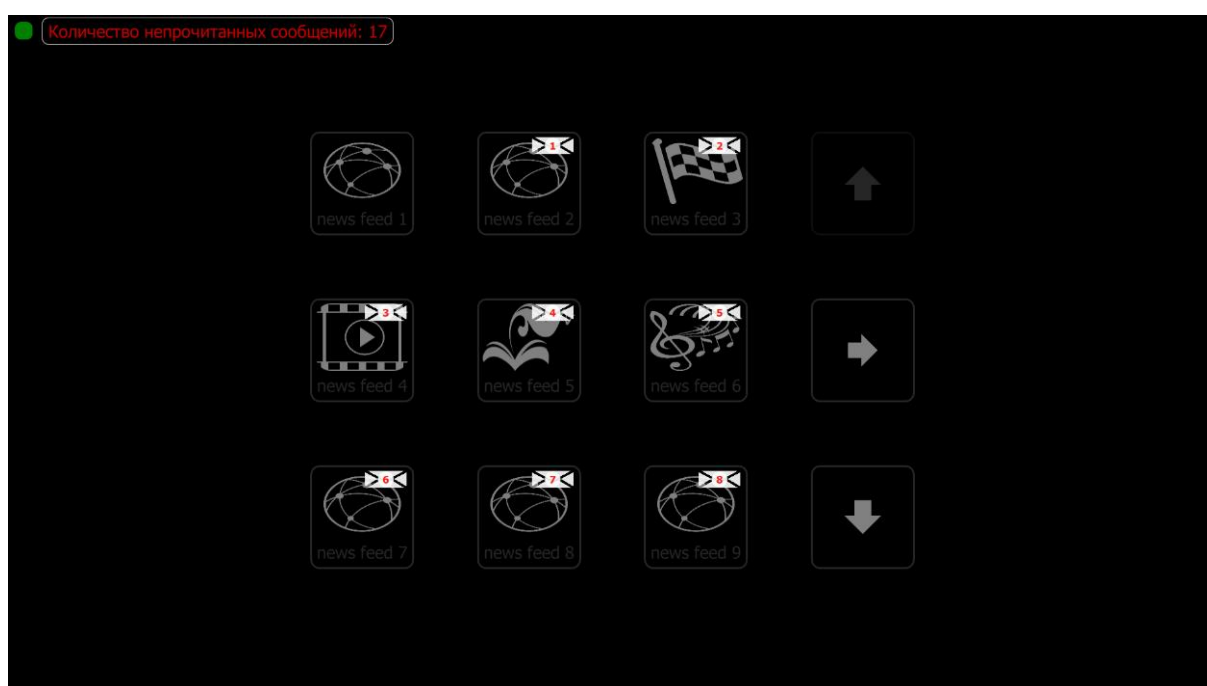 Количество непрочитанных сообщений: 17
1
2
news feed 1
news feed 2
news feed 3
3
4
5
news feed 4
news feed 5
news feed 6
6
7
8
news feed 7
news feed 8
news feed 9